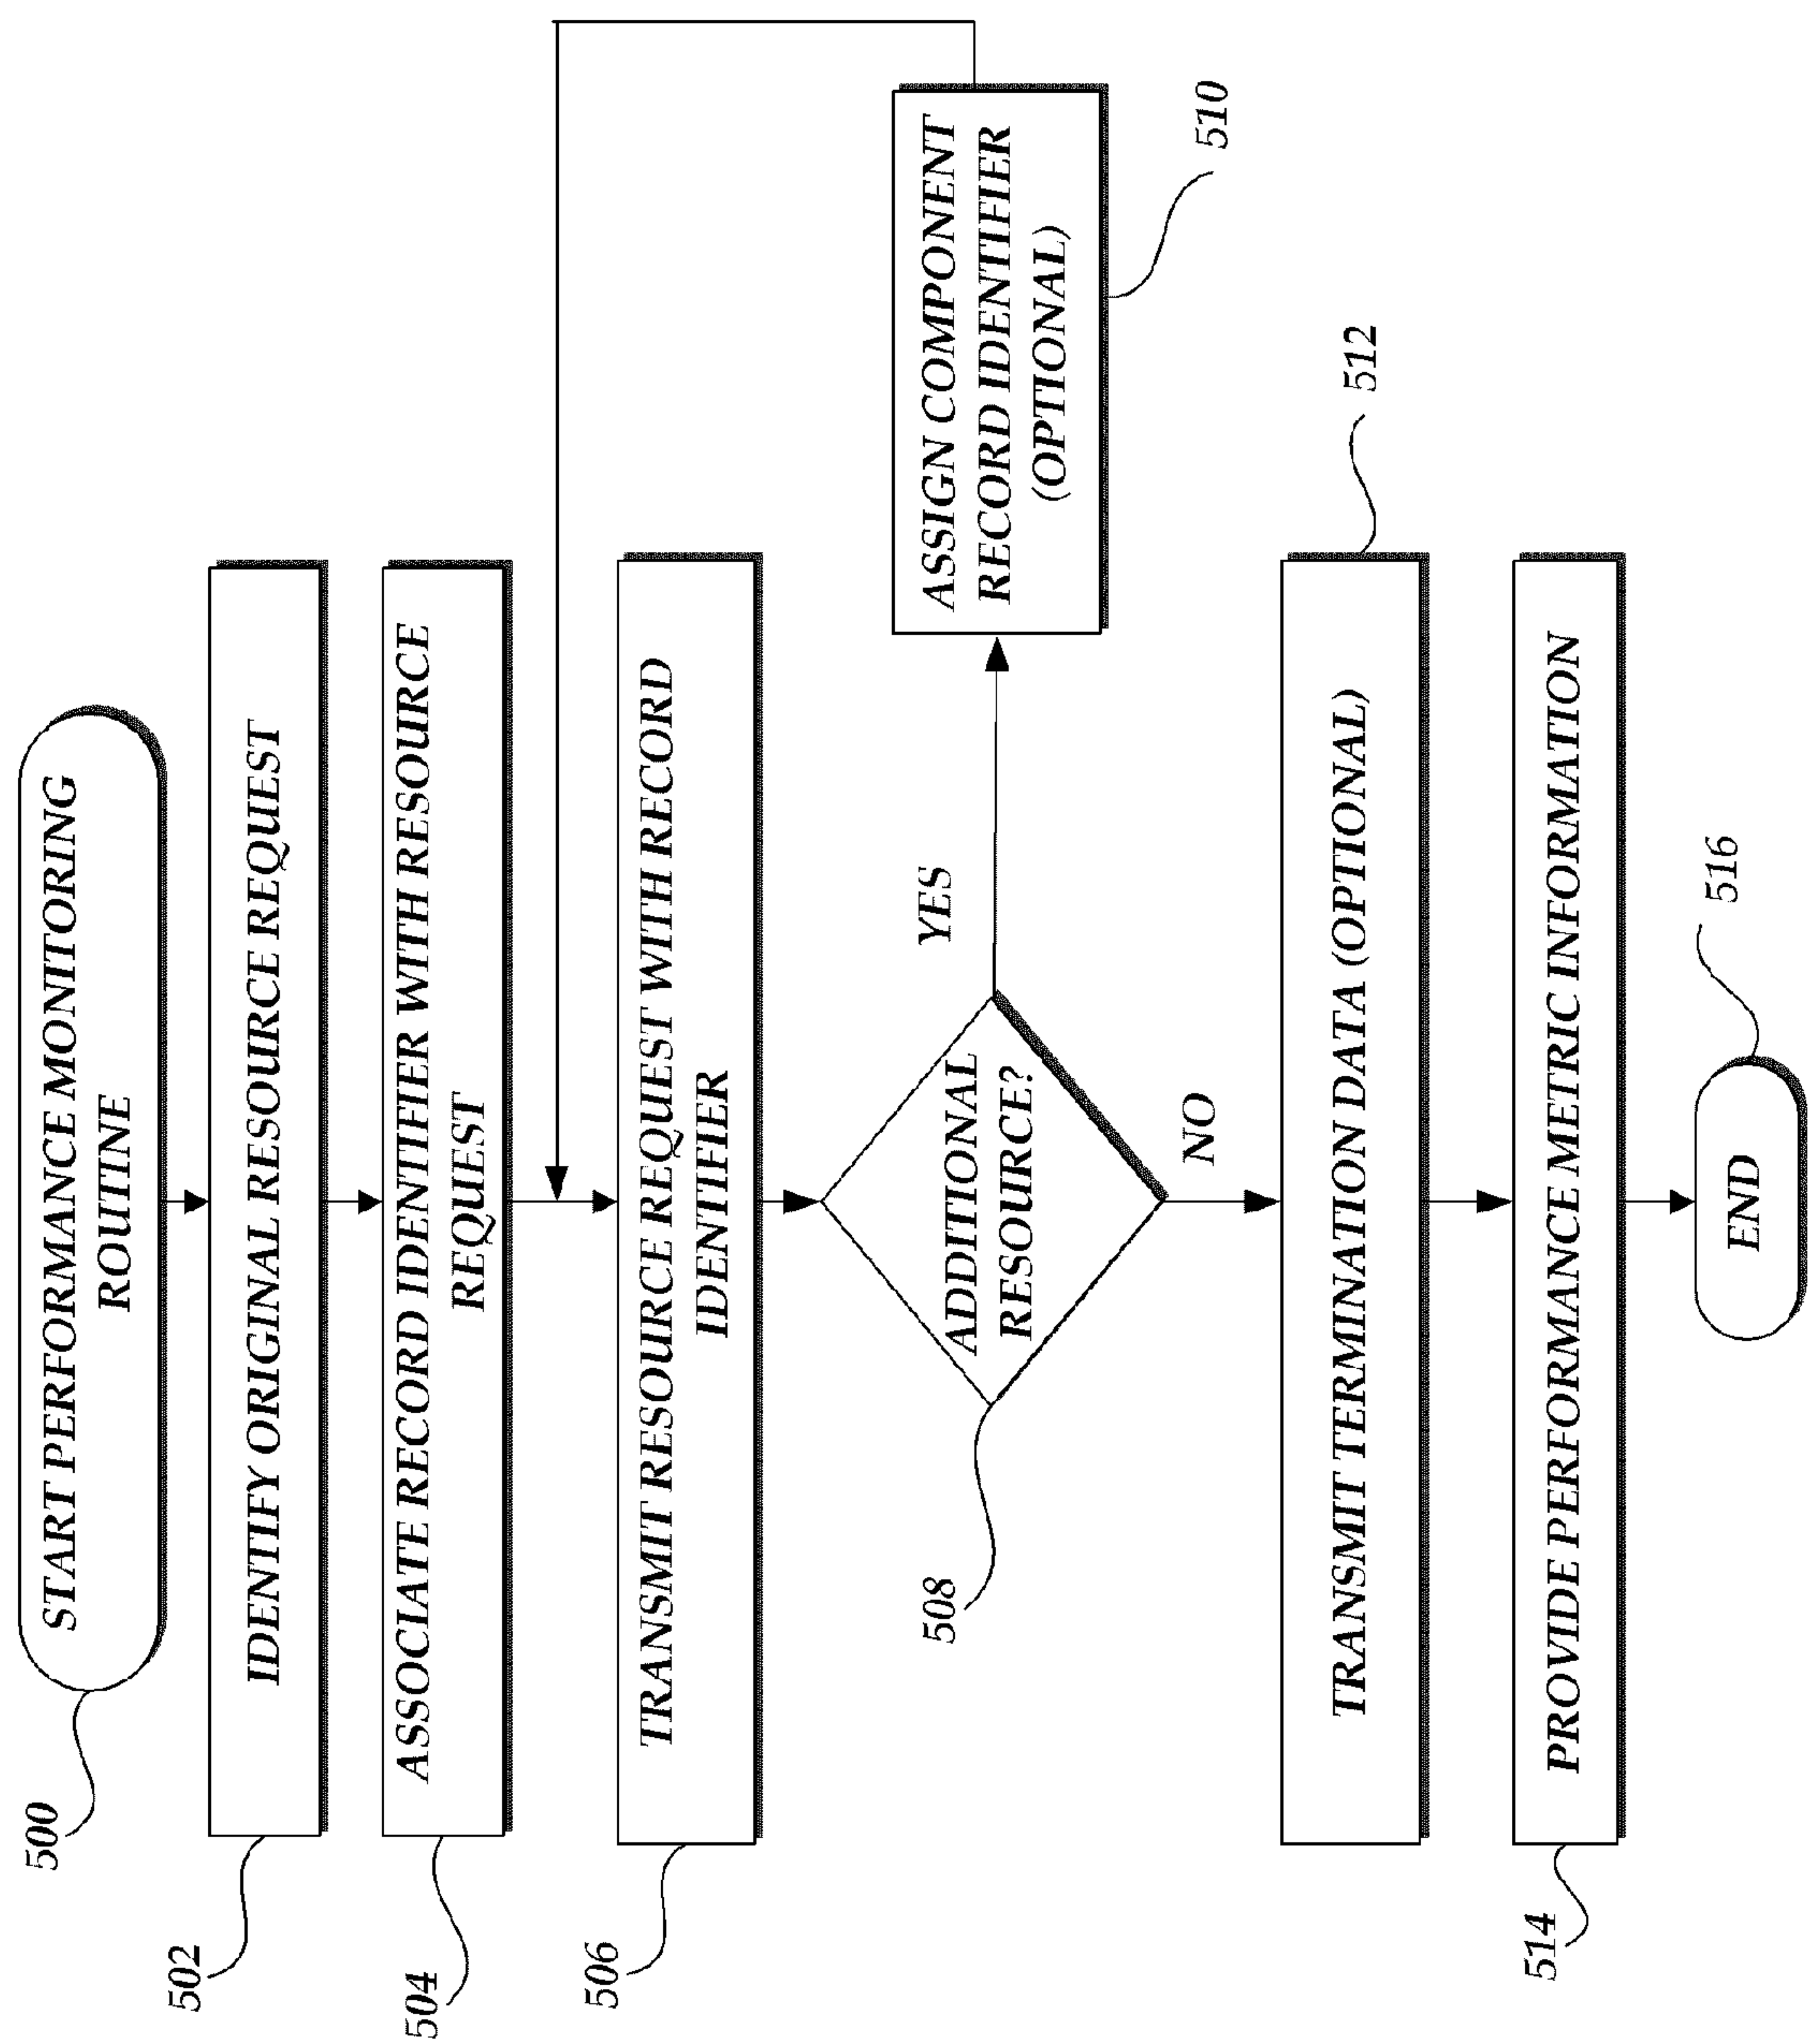 500
START PERFORMANCE MONITORING
ROUTINE
502
IDENTIFY ORIGINAL RESOURCE REQUEST
504
ASSOCIATE RECORD IDENTIFIER WITH RESOURCE
REQUEST
506
TRANSMIT RESOURCE REQUEST WITH RECORD
IDENTIFIER
508
ADDITIONAL
RESOURCE?
YES
ASSIGN COMPONENT
RECORD IDENTIFIER
(OPTIONAL)
510
NO
512
TRANSMIT TERMINATION DATA (OPTIONAL)
514
PROVIDE PERFORMANCE METRIC INFORMATION
516
END